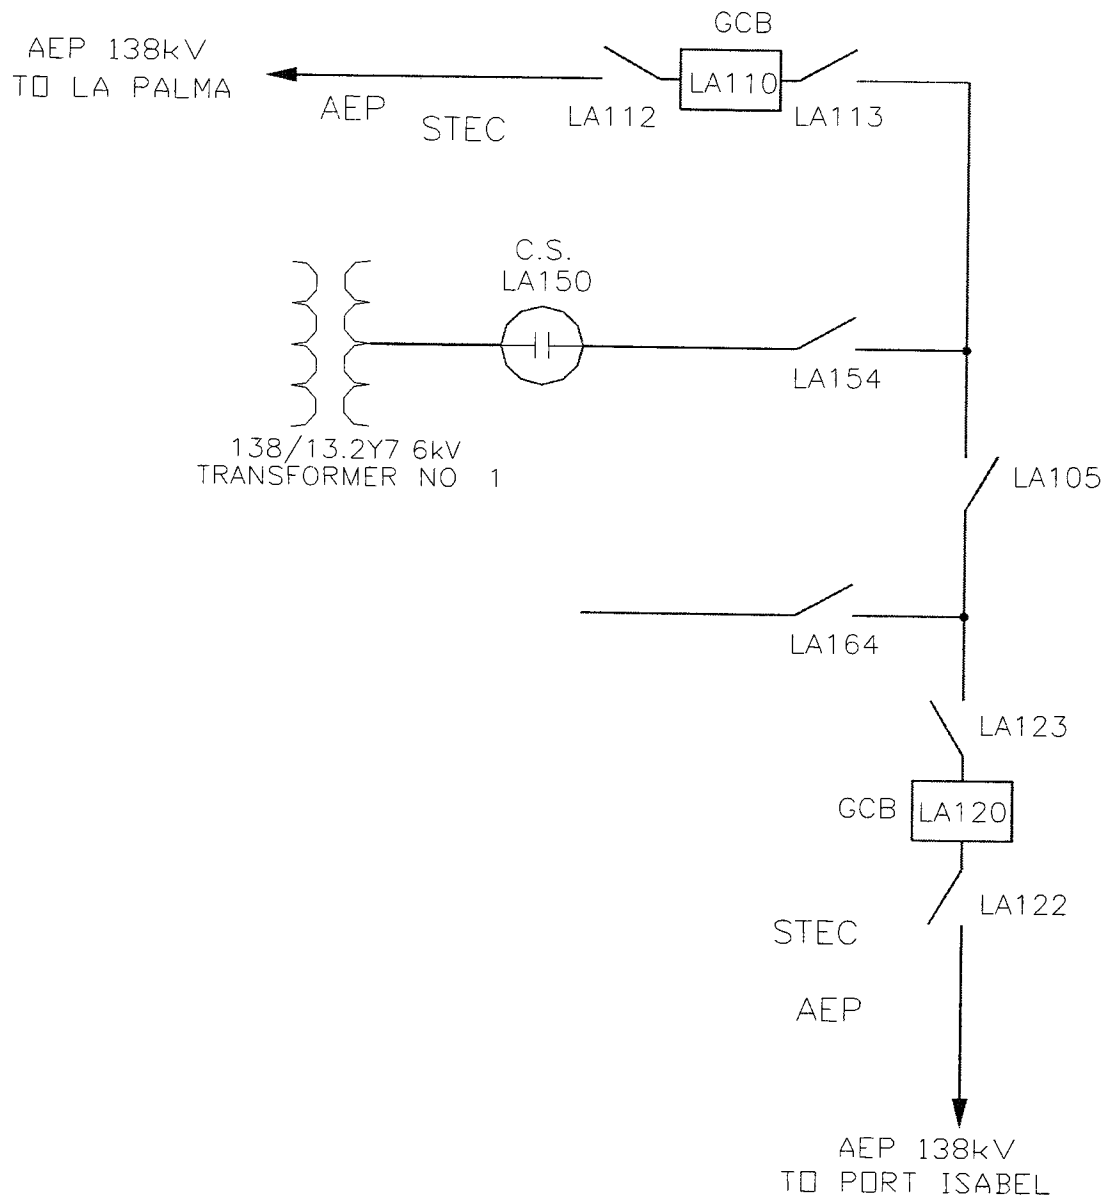 GCB
AEP 138kV
TO LA PALMA
LA110
AEP
STEC
LA112
LA113
C.S.
LA150
LA154
138/13.2Y7 6kV
TRANSFORMER NO 1
LA105
LA164
LA123
GCB
LA120
LA122
STEC
AEP
AEP 138kV
TO PORT ISABEL